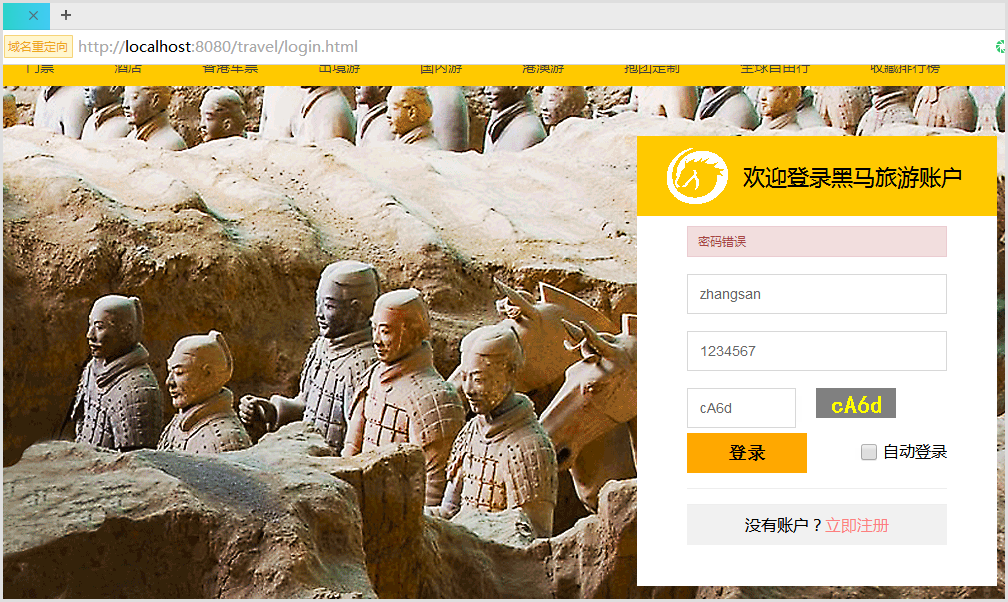 域名重定向 http://localhost:8080/travel/login.html
门票 酒店 香港车票 出境游 国内游 港澳游 抱团定制 全球自由行 收藏排行榜
欢迎登录黑马旅游账户
密码错误
zhangsan
1234567
cA6d cA6d
登录 自动登录
没有账户？立即注册